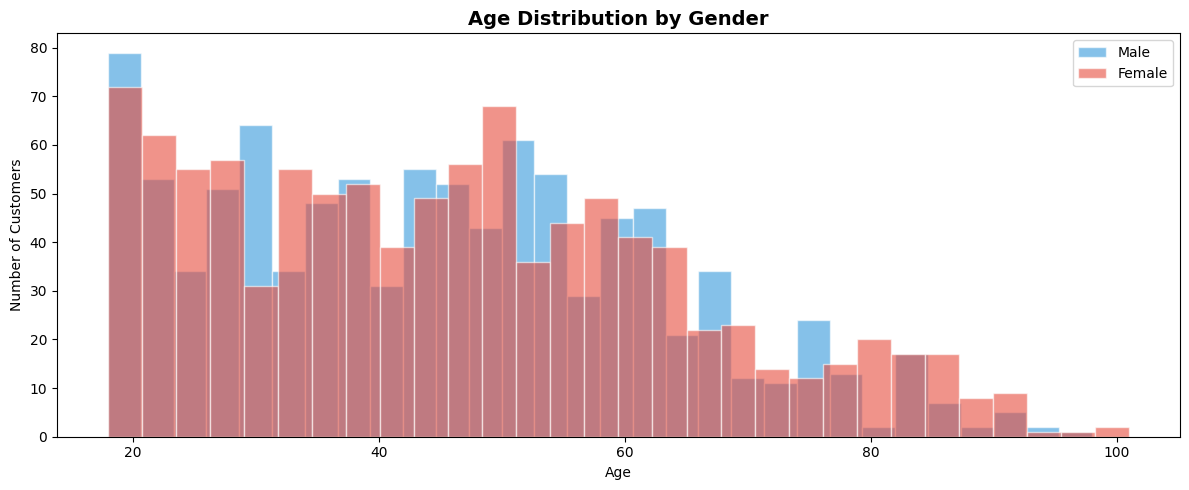 Age Distribution by Gender
Male
Female
Number of Customers
80
70
60
50
40
30
20
10
0
20 40 60 80 100
Age